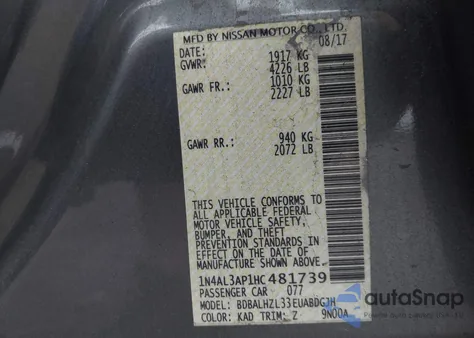 MFD BY NISSAN MOTOR CO., LTD.
DATE: 08/17
GVWR: 1917 KG
4226 LB
GAWR FR.: 1010 KG
2227 LB
GAWR RR.: 940 KG
2072 LB
THIS VEHICLE CONFORMS TO
ALL APPLICABLE FEDERAL
MOTOR VEHICLE SAFETY,
BUMPER, AND THEFT
PREVENTION STANDARDS IN
EFFECT ON THE DATE OF
MANUFACTURE SHOWN ABOVE.
1N4AL3AP1HC481739
PASSENGER CAR 077
MODEL: BDBALHZL33EUABDGJH
COLOR: KAD TRIM: Z 9N00A
autoSnap